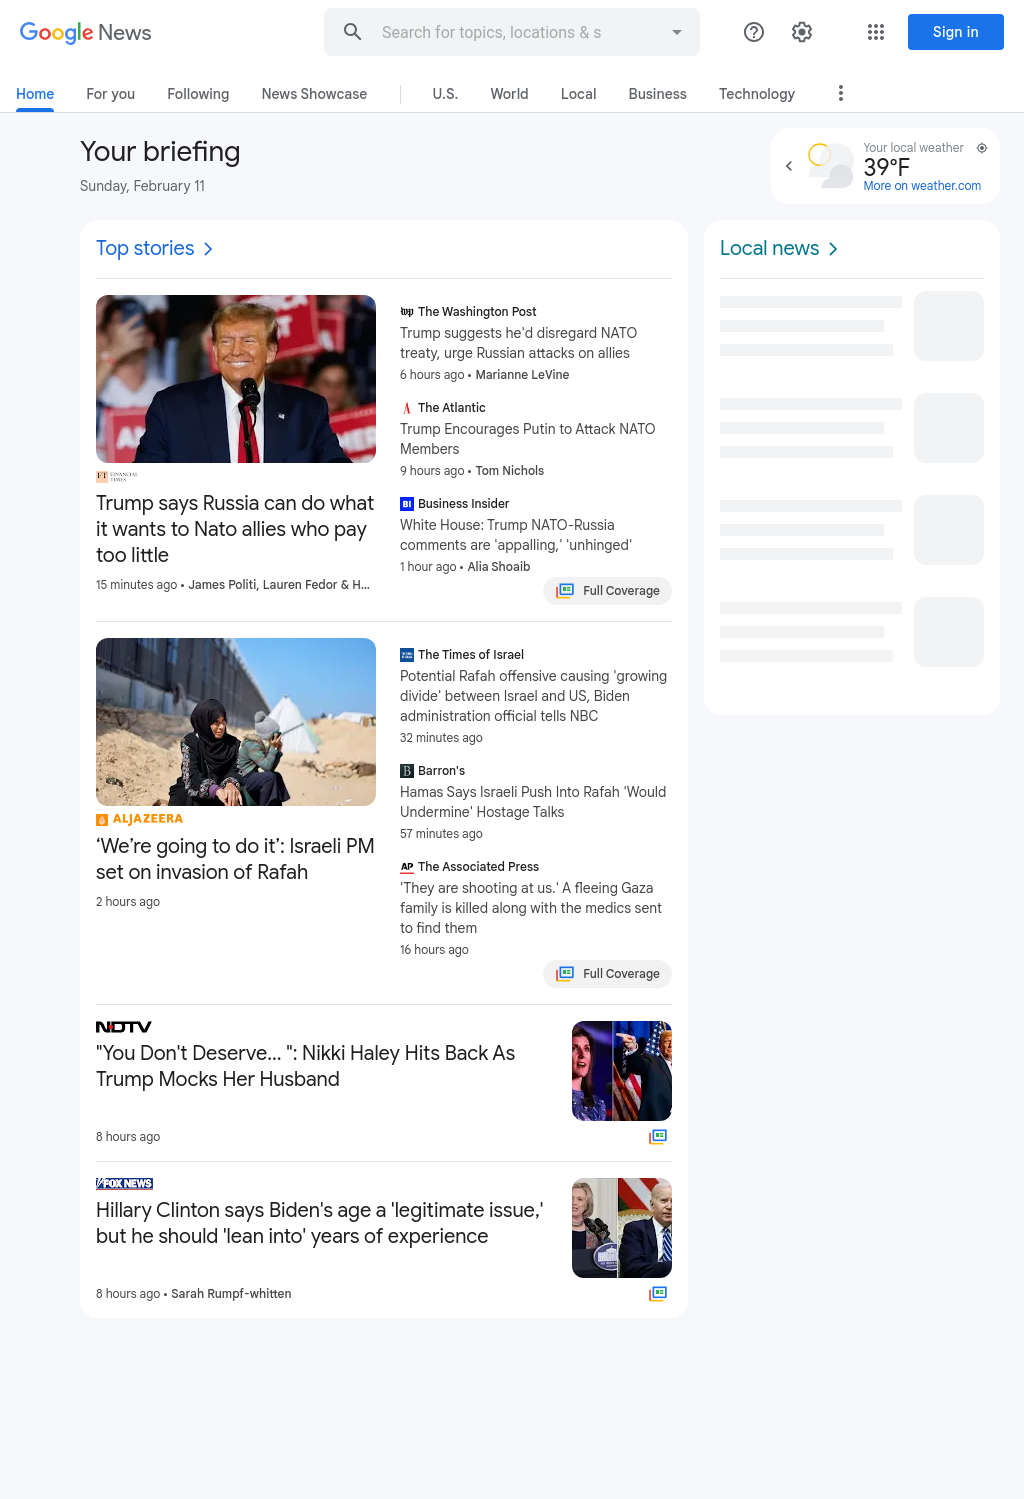 Google News
Search for topics, locations & s
Sign in
Home
For you
Following
News Showcase
U.S.
World
Local
Business
Technology
Your briefing
Sunday, February 11
Your local weather
39°F
More on weather.com
Top stories
FT FINANCIAL
TIMES
Trump says Russia can do what
it wants to Nato allies who pay
too little
15 minutes ago • James Politi, Lauren Fedor & H...
wp The Washington Post
Trump suggests he'd disregard NATO
treaty, urge Russian attacks on allies
6 hours ago • Marianne LeVine
A The Atlantic
Trump Encourages Putin to Attack NATO
Members
9 hours ago • Tom Nichols
BI Business Insider
White House: Trump NATO-Russia
comments are 'appalling,' 'unhinged'
1 hour ago • Alia Shoaib
Full Coverage
ALJAZEERA
‘We’re going to do it’: Israeli PM
set on invasion of Rafah
2 hours ago
The Times of Israel
Potential Rafah offensive causing 'growing
divide' between Israel and US, Biden
administration official tells NBC
32 minutes ago
B Barron's
Hamas Says Israeli Push Into Rafah 'Would
Undermine' Hostage Talks
57 minutes ago
AP The Associated Press
'They are shooting at us.' A fleeing Gaza
family is killed along with the medics sent
to find them
16 hours ago
Full Coverage
NDTV
"You Don't Deserve... ": Nikki Haley Hits Back As
Trump Mocks Her Husband
8 hours ago
FOX NEWS
Hillary Clinton says Biden's age a 'legitimate issue,'
but he should 'lean into' years of experience
8 hours ago • Sarah Rumpf-whitten
Local news